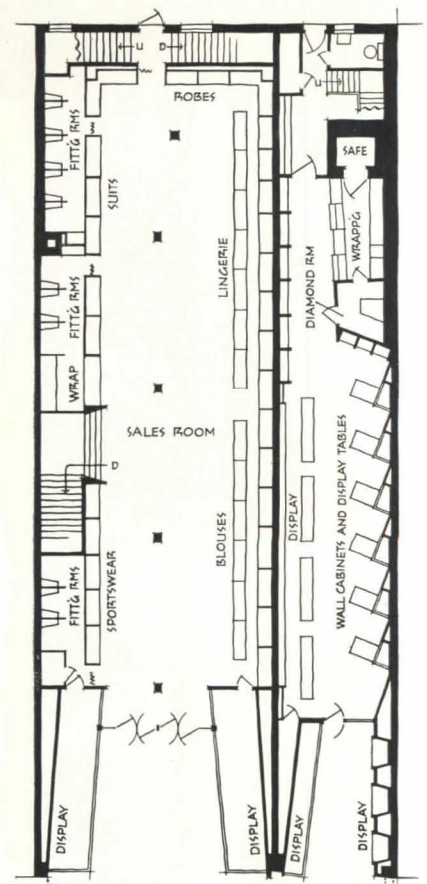 U
D
ROBES
U
SAFE
FITT'G RMS
SUITS
WRAPP'G
LINGERIE
DIAMOND RM
FITT'G RMS
WRAP
SALES ROOM
D
DISPLAY
WALL CABINETS AND DISPLAY TABLES
BLOUSES
FITT'G RMS
SPORTSWEAR
DISPLAY
DISPLAY
DISPLAY
DISPLAY